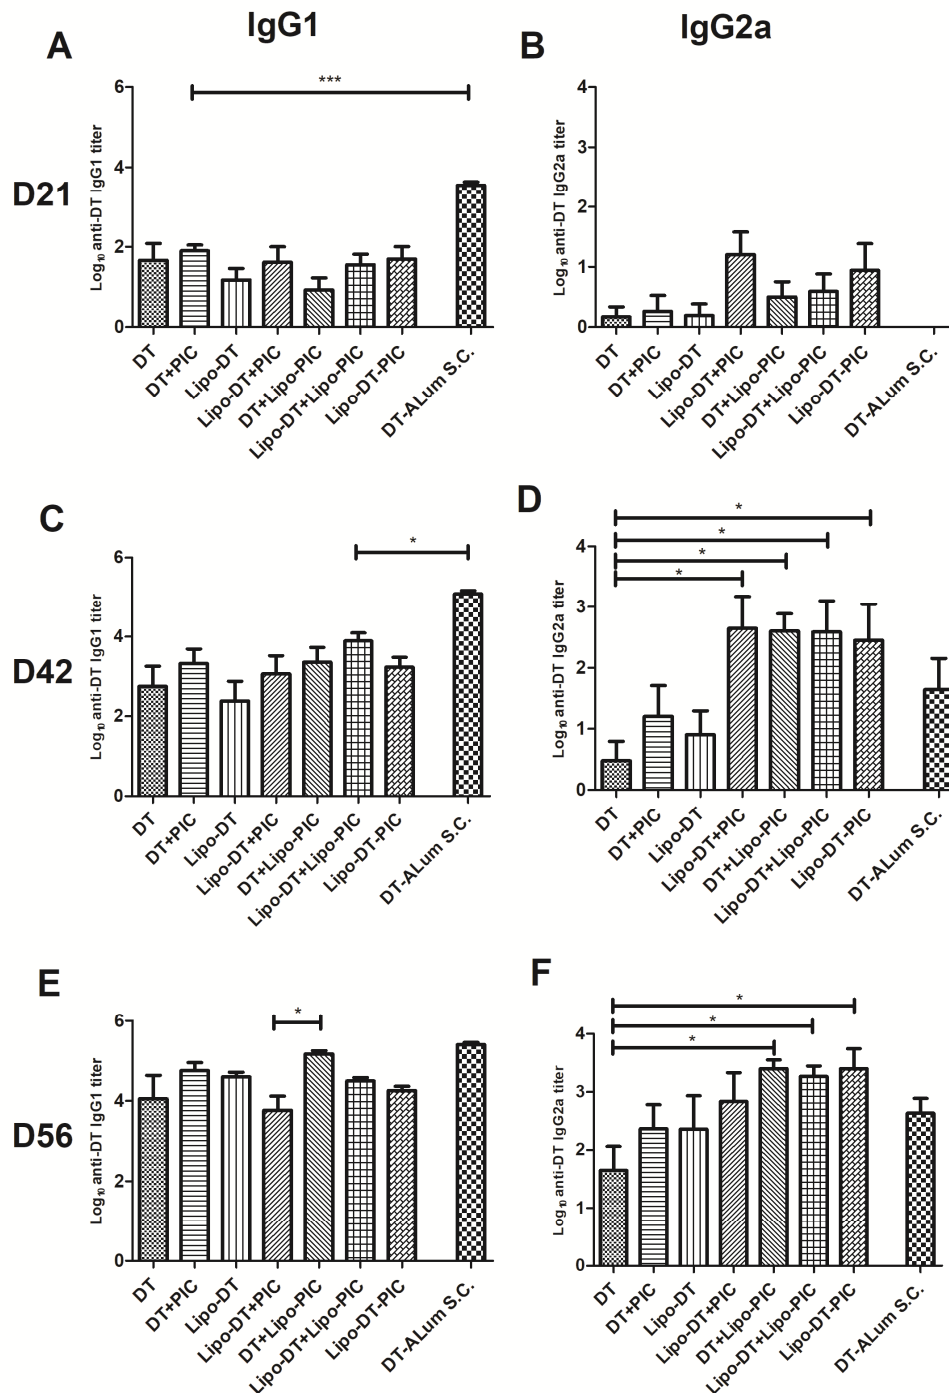 IgG1
IgG2a
A
Log10 anti-DT IgG1 titer
6
4
2
0
***
DT
DT+PIC
Lipo-DT
Lipo-DT+PIC
DT+Lipo-PIC
Lipo-DT+Lipo-PIC
Lipo-DT-PIC
DT-ALum S.C.
B
Log10 anti-DT IgG2a titer
4
3
2
1
0
DT
DT+PIC
Lipo-DT
Lipo-DT+PIC
DT+Lipo-PIC
Lipo-DT+Lipo-PIC
Lipo-DT-PIC
DT-ALum S.C.
D21
C
Log10 anti-DT IgG1 titer
6
4
2
0
*
DT
DT+PIC
Lipo-DT
Lipo-DT+PIC
DT+Lipo-PIC
Lipo-DT+Lipo-PIC
Lipo-DT-PIC
DT-ALum S.C.
D
Log10 anti-DT IgG2a titer
4
3
2
1
0
*
*
*
*
DT
DT+PIC
Lipo-DT
Lipo-DT+PIC
DT+Lipo-PIC
Lipo-DT+Lipo-PIC
Lipo-DT-PIC
DT-ALum S.C.
D42
E
Log10 anti-DT IgG1 titer
6
4
2
0
*
DT
DT+PIC
Lipo-DT
Lipo-DT+PIC
DT+Lipo-PIC
Lipo-DT+Lipo-PIC
Lipo-DT-PIC
DT-ALum S.C.
F
Log10 anti-DT IgG2a titer
4
3
2
1
0
*
*
*
DT
DT+PIC
Lipo-DT
Lipo-DT+PIC
DT+Lipo-PIC
Lipo-DT+Lipo-PIC
Lipo-DT-PIC
DT-ALum S.C.
D56